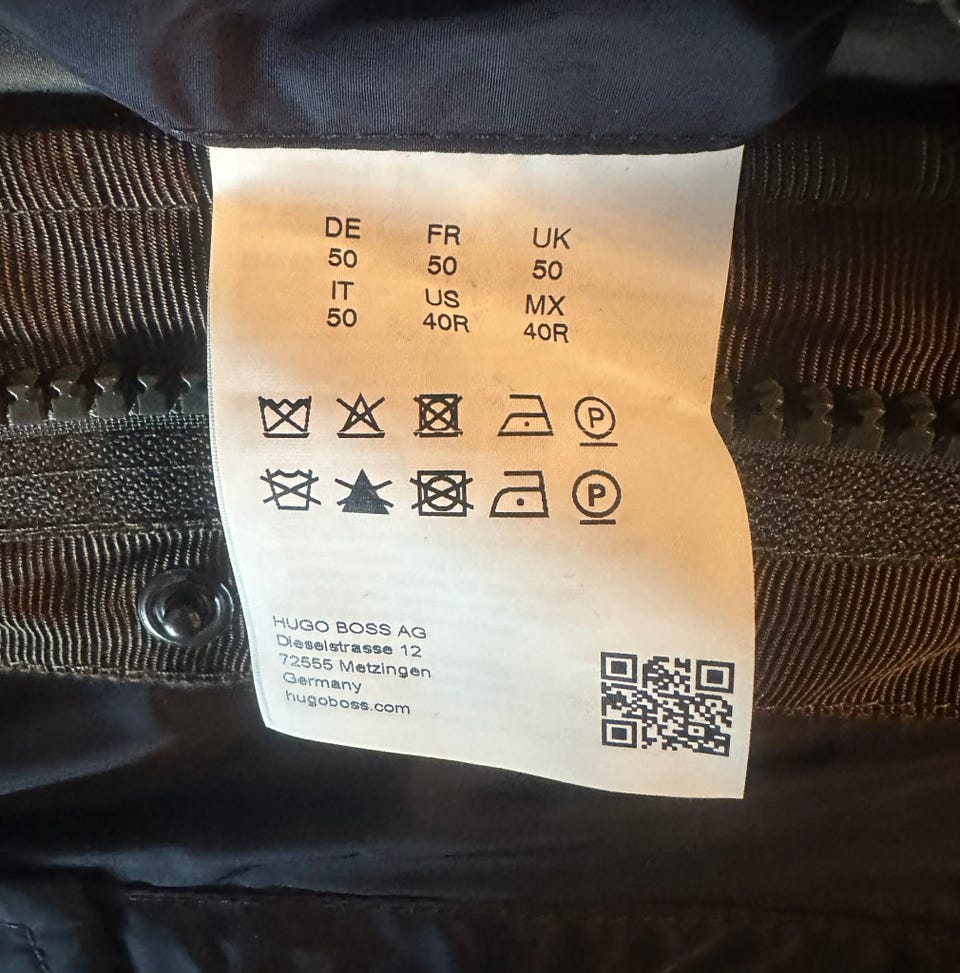 DE FR UK
50 50 50
IT US MX
50 40R 40R
P
P
HUGO BOSS AG
Dieselstrasse 12
72555 Metzingen
Germany
hugoboss.com